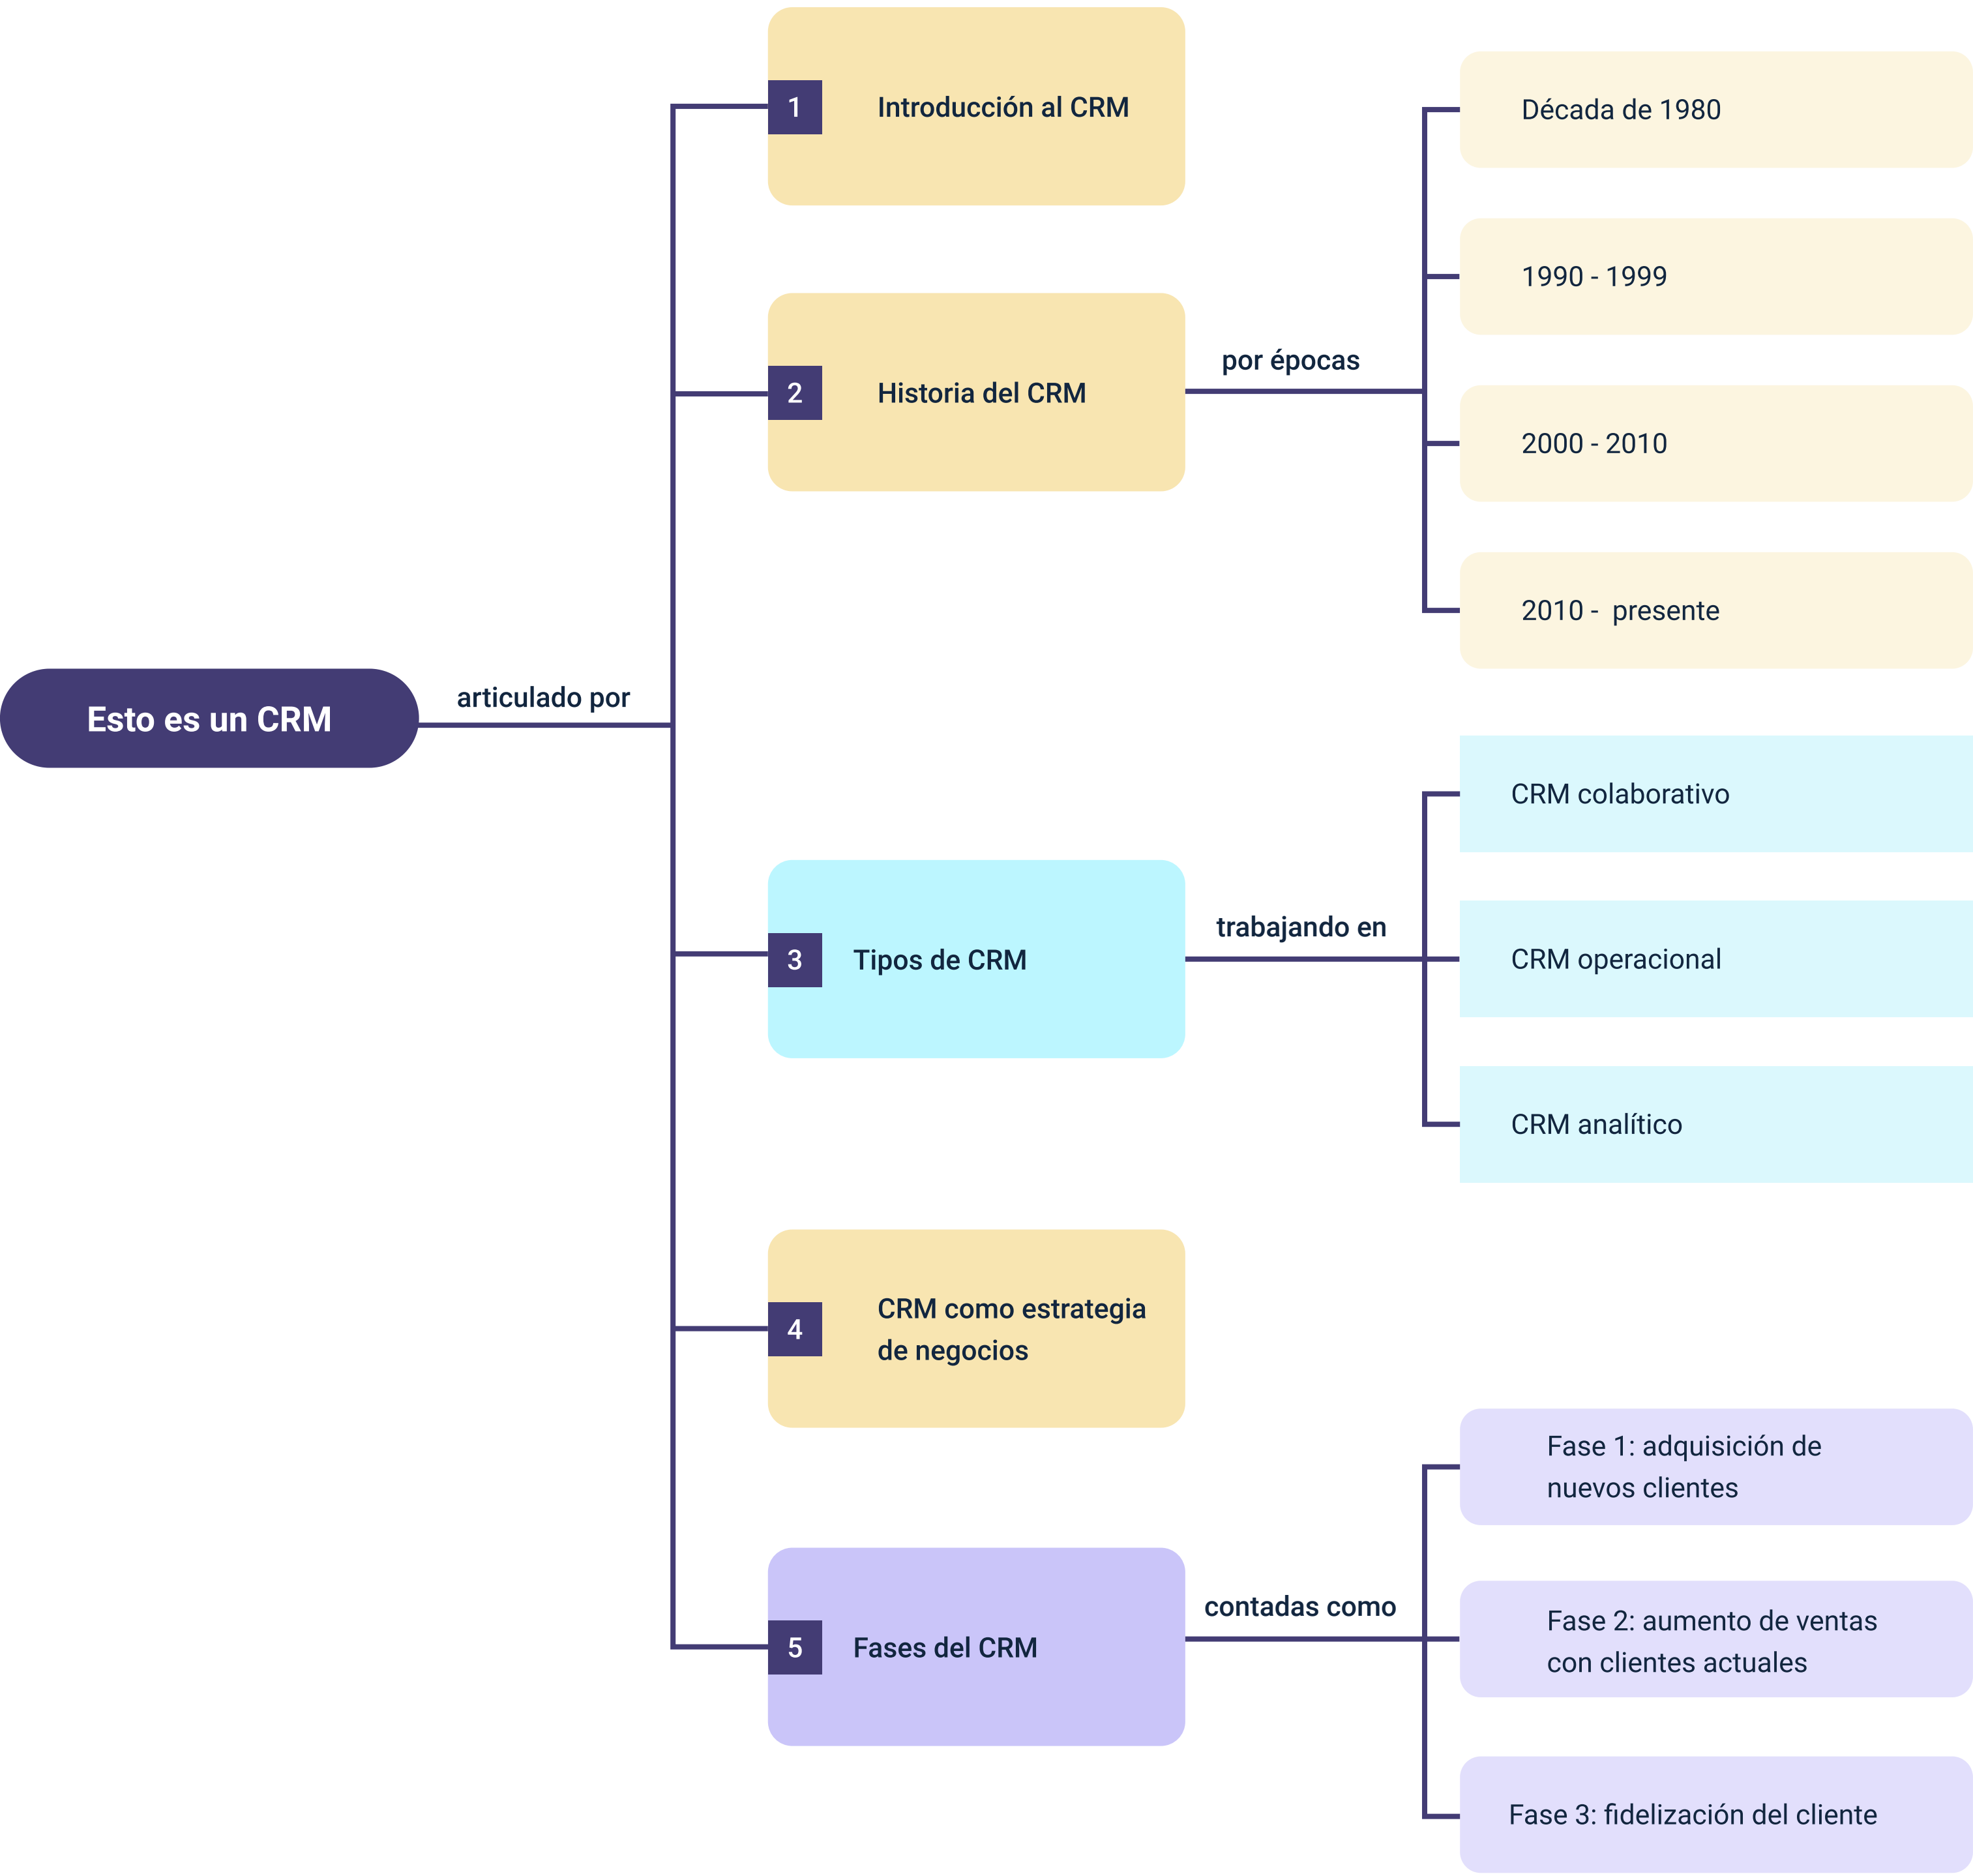 Esto es un CRM
articulado por
1
Introducción al CRM
2
Historia del CRM
por épocas
Década de 1980
1990 - 1999
2000 - 2010
2010 -  presente
3
Tipos de CRM
trabajando en
CRM colaborativo
CRM operacional
CRM analítico
4
CRM como estrategia
de negocios
5
Fases del CRM
contadas como
Fase 1: adquisición de
nuevos clientes
Fase 2: aumento de ventas
con clientes actuales
Fase 3: fidelización del cliente